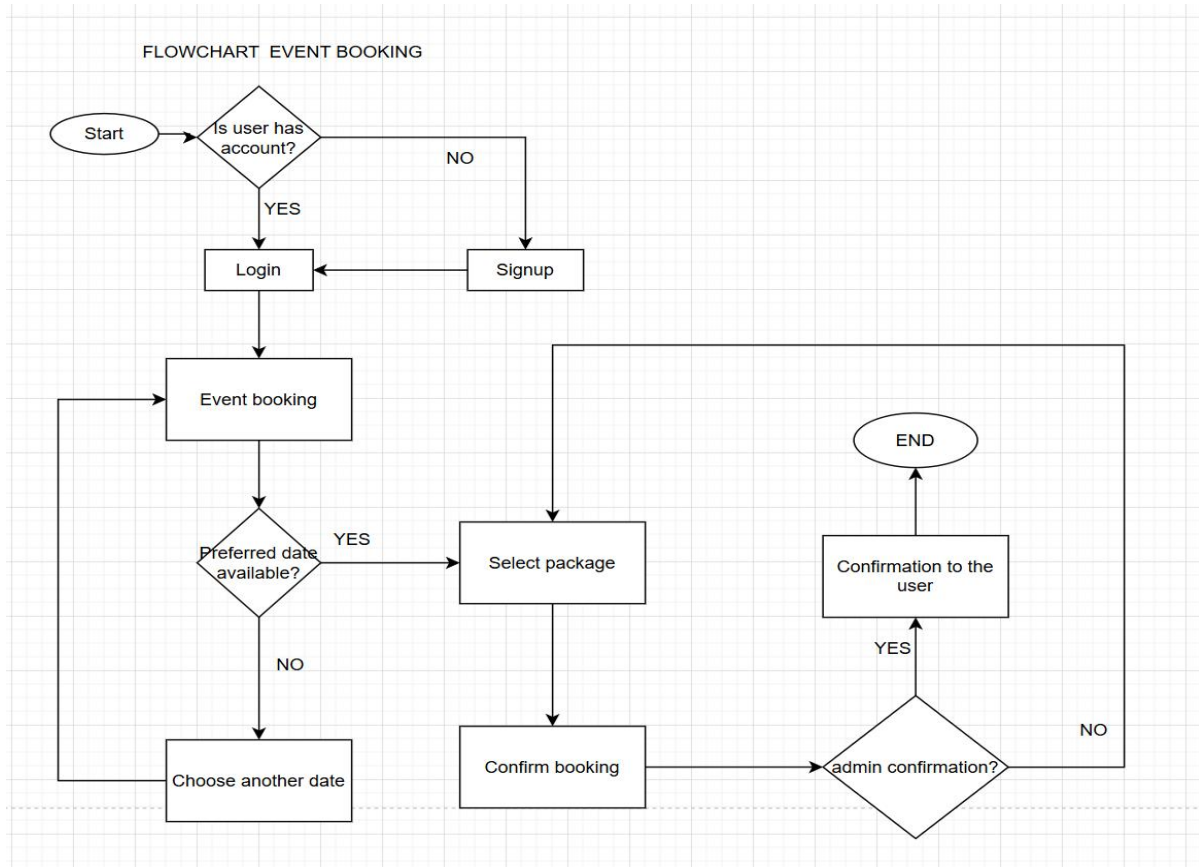 FLOWCHART EVENT BOOKING
Start
Is user has
account?
NO
YES
Login
Signup
Event booking
END
Preferred date
available?
YES
Select package
Confirmation to the
user
NO
YES
Choose another date
Confirm booking
admin confirmation?
NO